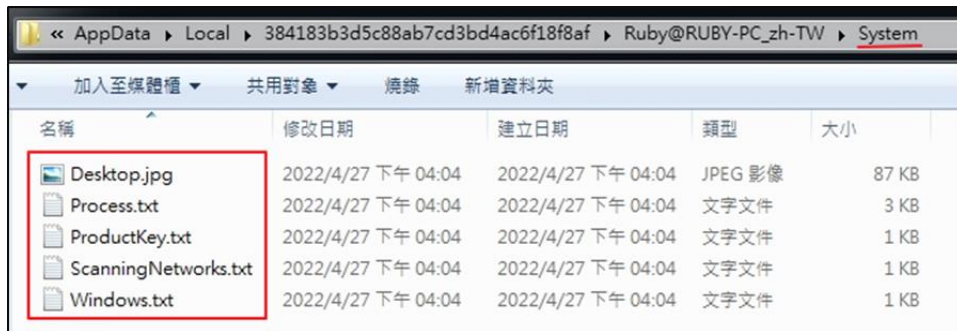 « AppData ▸ Local ▸ 384183b3d5c88ab7cd3bd4ac6f18f8af ▸ Ruby@RUBY-PC_zh-TW ▸ System
加入至媒體櫃 ▼ 共用對象 ▼ 燒錄 新增資料夾
名稱 修改日期 建立日期 類型 大小
Desktop.jpg 2022/4/27 下午 04:04 2022/4/27 下午 04:04 JPEG 影像 87 KB
Process.txt 2022/4/27 下午 04:04 2022/4/27 下午 04:04 文字文件 3 KB
ProductKey.txt 2022/4/27 下午 04:04 2022/4/27 下午 04:04 文字文件 1 KB
ScanningNetworks.txt 2022/4/27 下午 04:04 2022/4/27 下午 04:04 文字文件 1 KB
Windows.txt 2022/4/27 下午 04:04 2022/4/27 下午 04:04 文字文件 1 KB